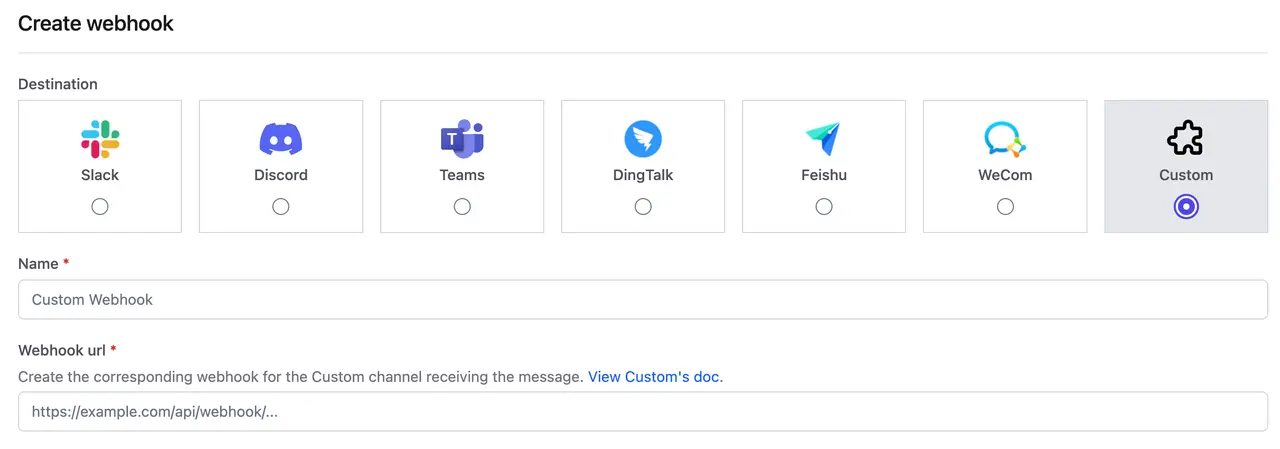 Create webhook
Destination
Slack
Discord
T
Teams
DingTalk
Feishu
WeCom
Custom
Name *
Custom Webhook
Webhook url *
Create the corresponding webhook for the Custom channel receiving the message. View Custom's doc.
https://example.com/api/webhook/...